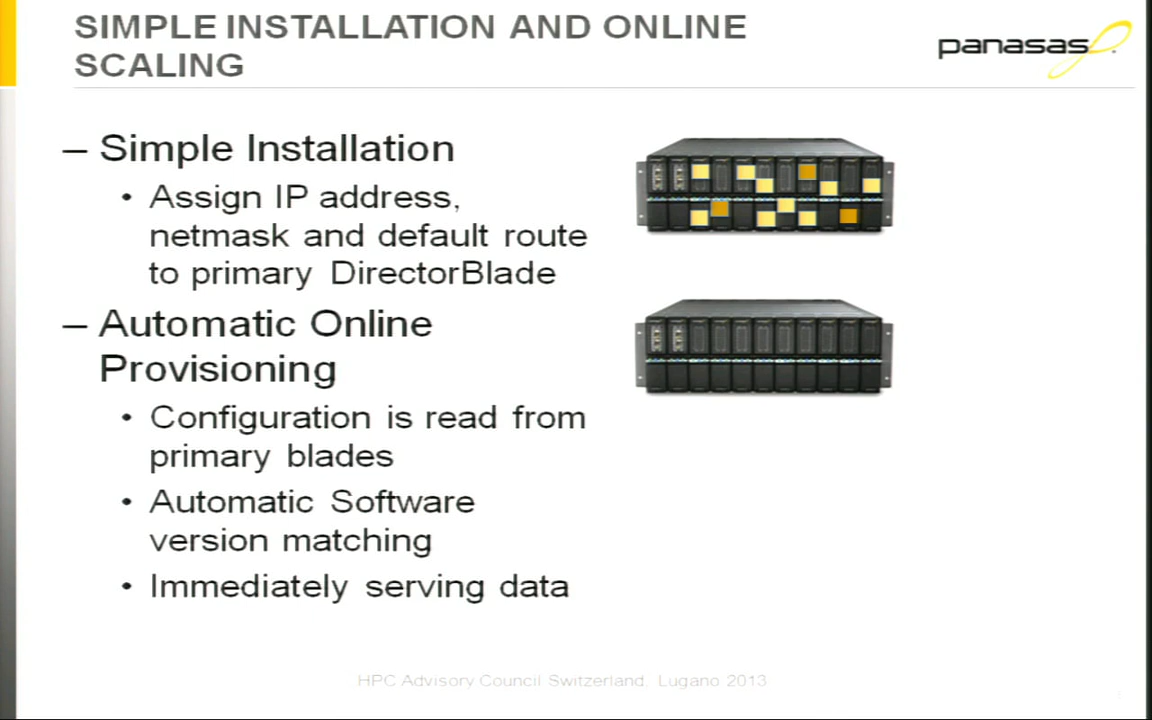 SIMPLE INSTALLATION AND ONLINE
SCALING
panasas
– Simple Installation
• Assign IP address,
netmask and default route
to primary DirectorBlade
– Automatic Online
Provisioning
• Configuration is read from
primary blades
• Automatic Software
version matching
• Immediately serving data
HPC Advisory Council Switzerland, Lugano 2013